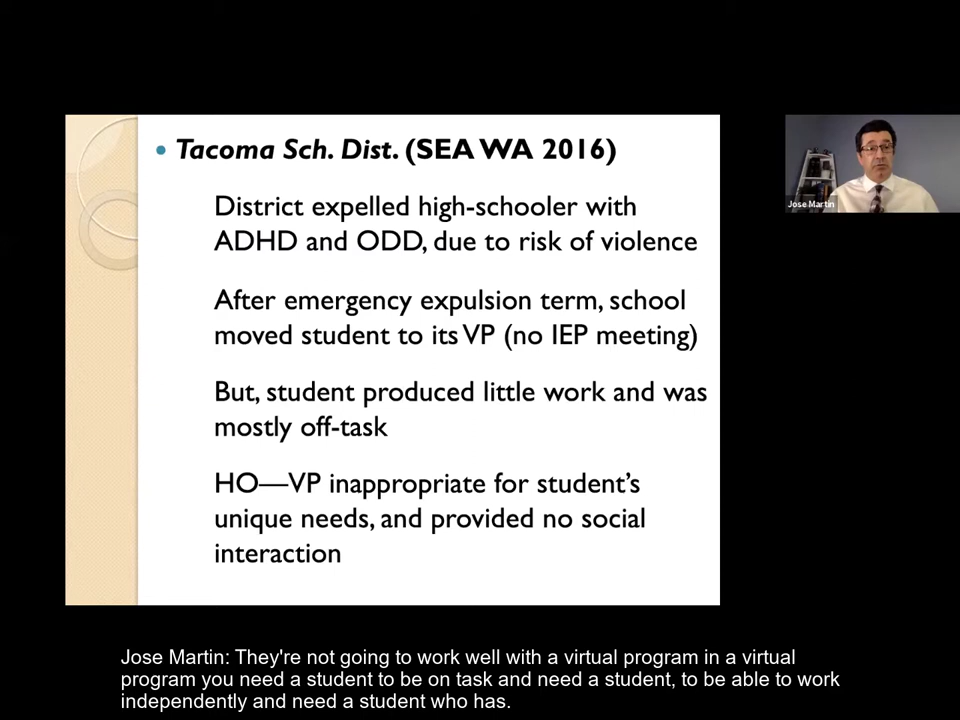 Tacoma Sch. Dist. (SEA WA 2016)
District expelled high-schooler with
ADHD and ODD, due to risk of violence
After emergency expulsion term, school
moved student to its VP (no IEP meeting)
But, student produced little work and was
mostly off-task
HO—VP inappropriate for student's
unique needs, and provided no social
interaction
Jose Martin
Jose Martin: They're not going to work well with a virtual program in a virtual
program you need a student to be on task and need a student, to be able to work
independently and need a student who has.